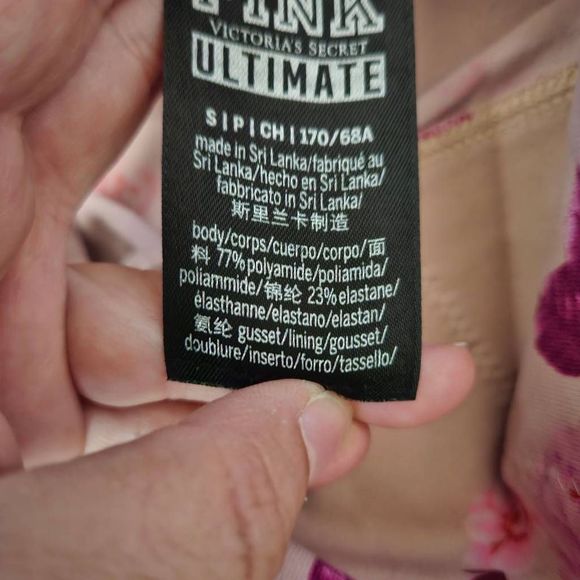 PINK
VICTORIA'S SECRET
ULTIMATE
S|P|CH|170/68A
made in Sri Lanka/fabriqué au
Sri Lanka/hecho en Sri Lanka/
fabbricato in Sri Lanka/
斯里兰卡制造
body/corps/cuerpo/corpo/面
料 77% polyamide/poliamida/
poliammide/锦纶 23% elastane/
élasthanne/elastano/elastan/
氨纶 gusset/lining/gousset/
doublure/inserto/forro/tassello/